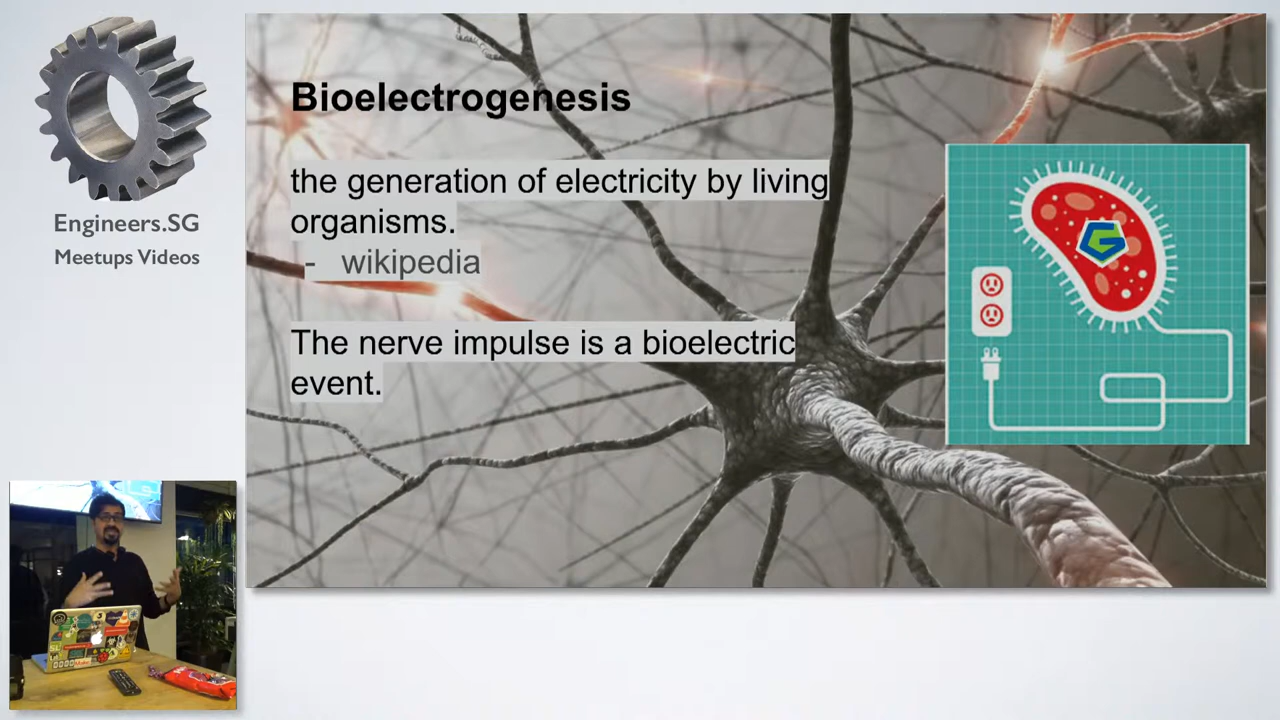 Engineers.SG
Meetups Videos
Bioelectrogenesis
the generation of electricity by living
organisms.
- wikipedia
The nerve impulse is a bioelectric
event.